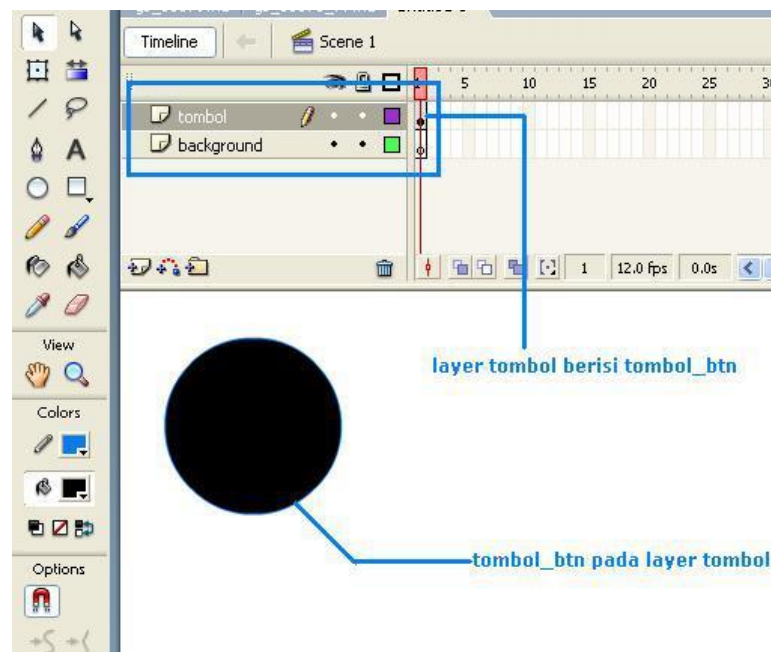 Timeline
Scene 1
1 5 10 15 20 25
tombol
background
1 12.0 fps 0.0s
View
layer tombol berisi tombol_btn
Colors
tombol_btn pada layer tombol
Options